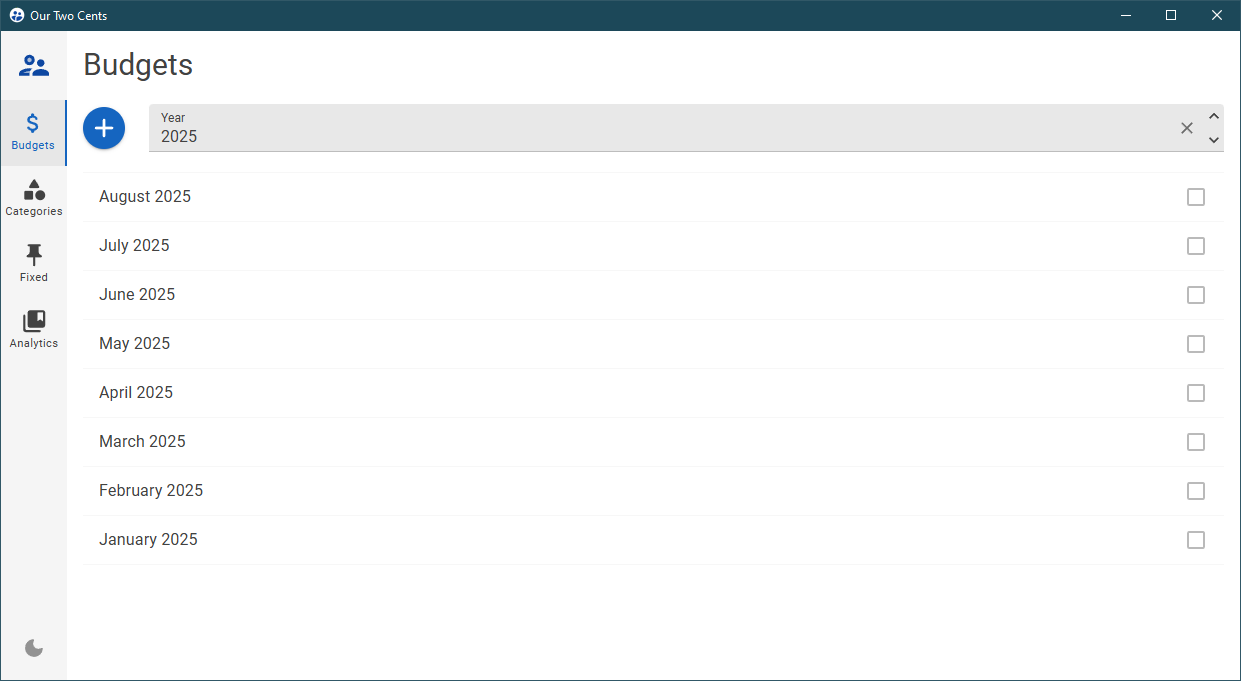 Our Two Cents
Budgets
Year
2025
Budgets
Categories
Fixed
Analytics
August 2025
July 2025
June 2025
May 2025
April 2025
March 2025
February 2025
January 2025